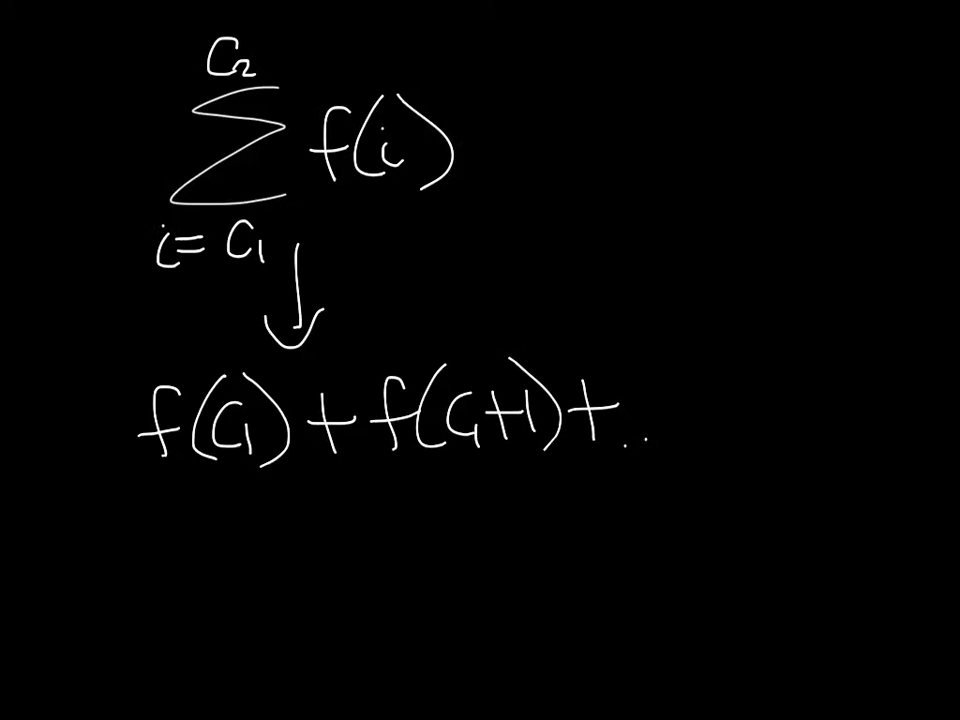 C₂
∑ f(i)
i= C₁
f(C₁) + f(C₁+1) + ..